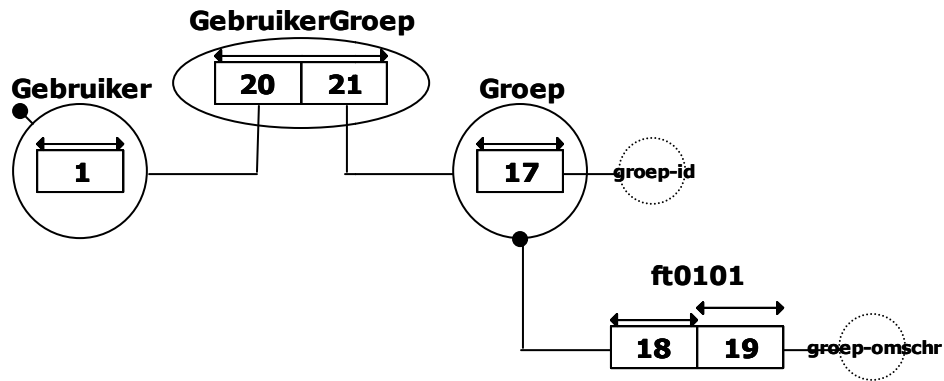 GebruikerGroep
20 21
Gebruiker
Groep
1
17
groep-id
ft0101
18 19
groep-omschr